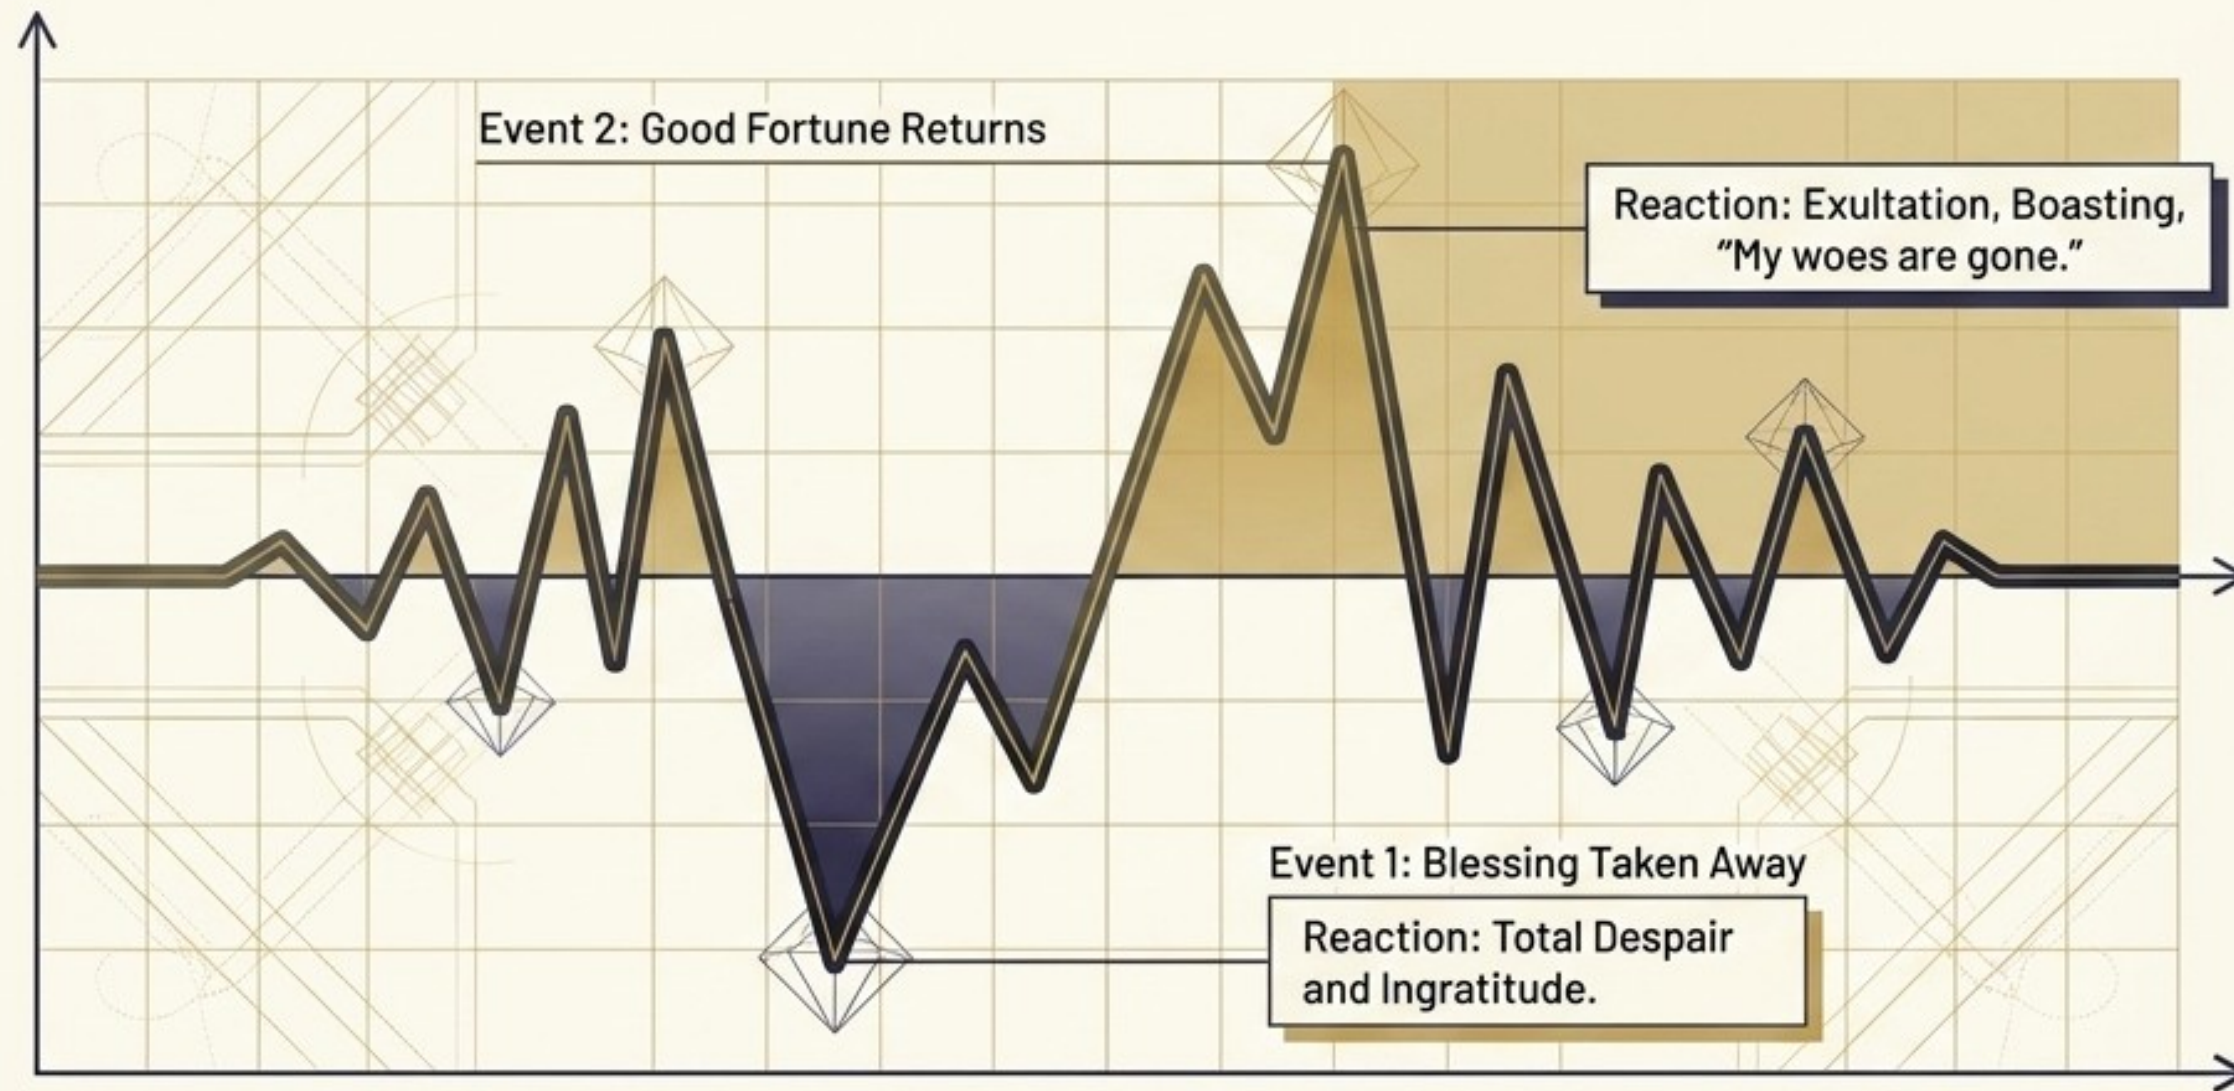 Event 2: Good Fortune Returns
Reaction: Exultation, Boasting,
“My woes are gone.”
Event 1: Blessing Taken Away
Reaction: Total Despair
and Ingratitude.